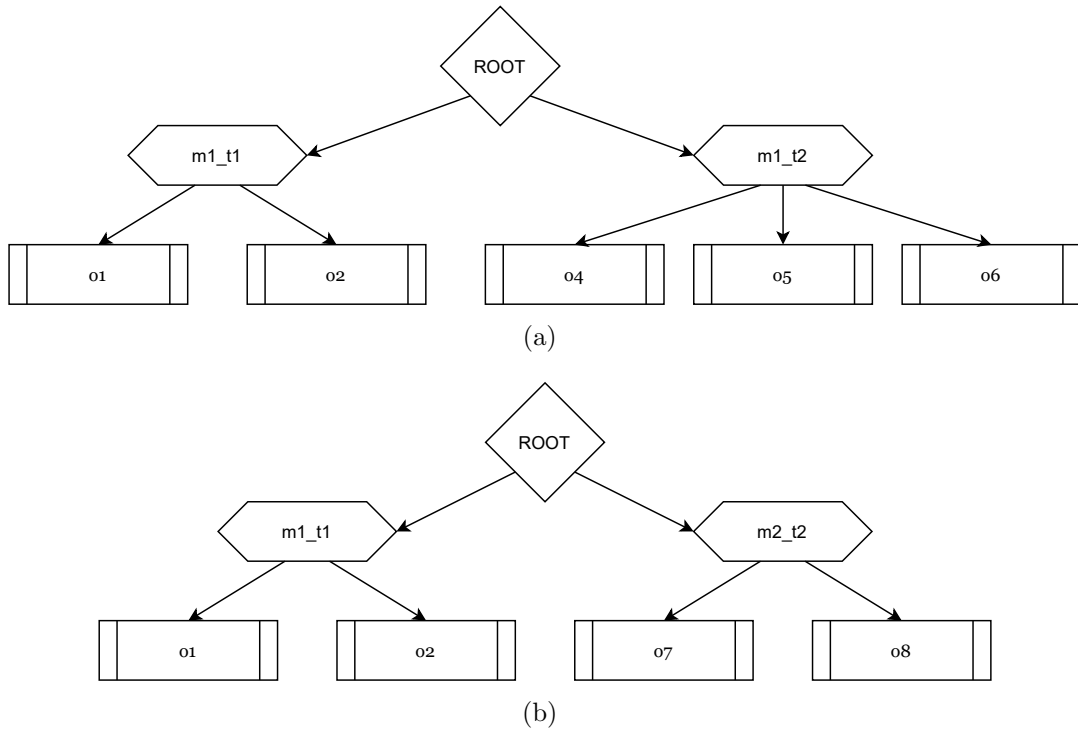 ROOT
m1_t1 m1_t2
o1 o2 o4 o5 o6
(a)
ROOT
m1_t1 m2_t2
o1 o2 o7 o8
(b)